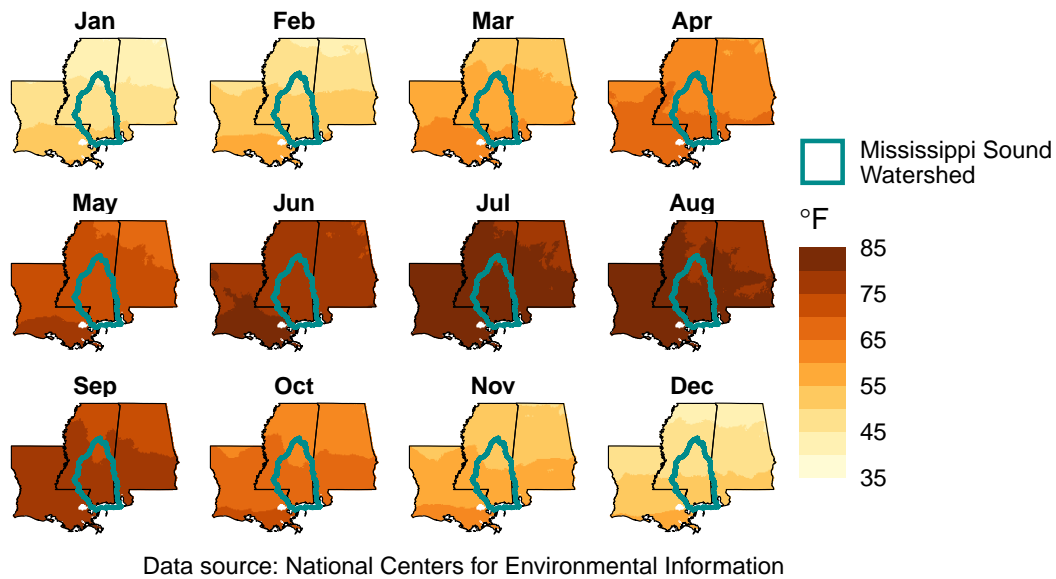 Jan Feb Mar Apr
Mississippi Sound
Watershed
May Jun Jul Aug
°F
85
75
65
55
45
35
Sep Oct Nov Dec
Data source: National Centers for Environmental Information